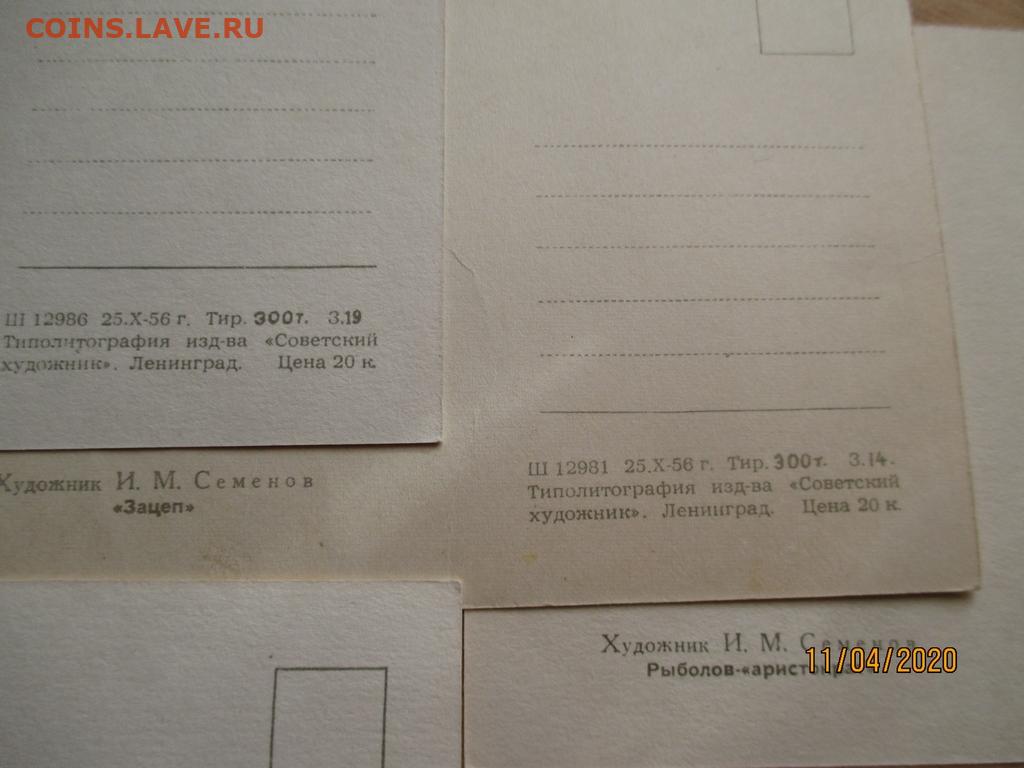 COINS.LAVE.RU
Ш 12986 25.X-56 г. Тир. 300т. З.19
Типолитография изд-ва «Советский
художник». Ленинград. Цена 20 к.
Художник И. М. Семенов
«Зацеп»
Ш 12981 25.X-56 г. Тир. 300т. З.14.
Типолитография изд-ва «Советский
художник». Ленинград. Цена 20 к.
Художник И. М. Семенов
Рыболов-«аристократ»
11/04/2020